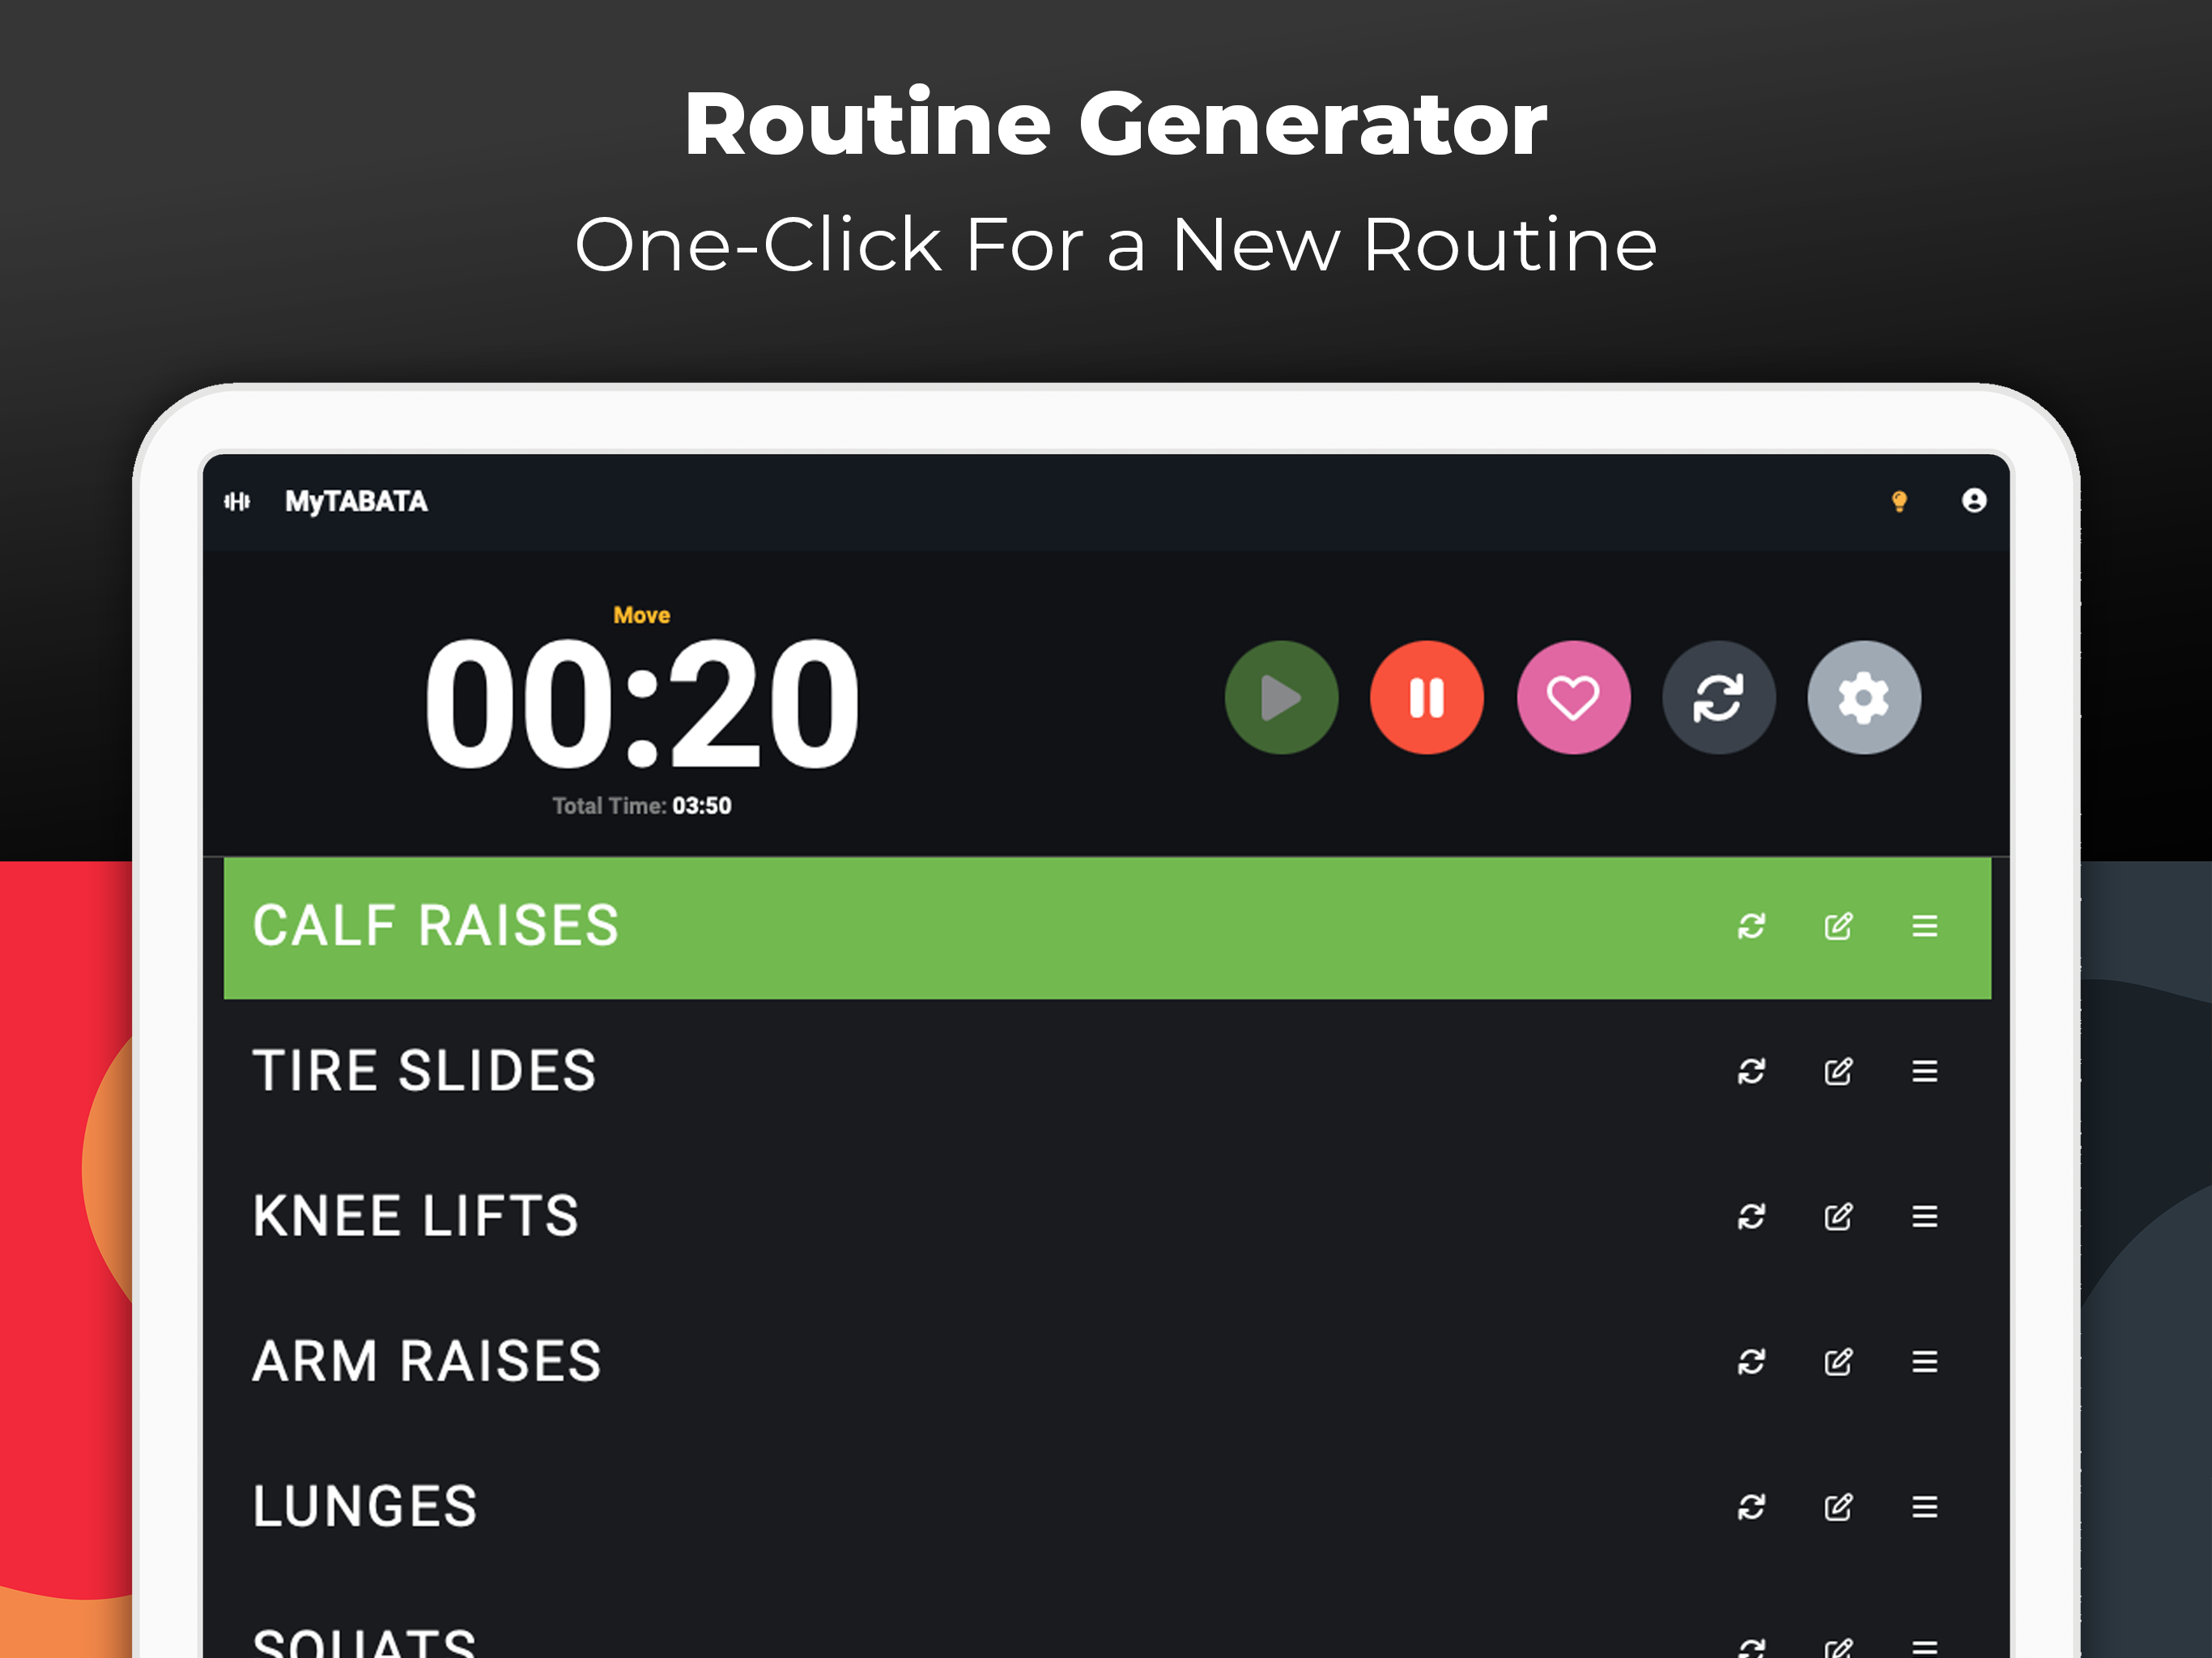 Routine Generator
One-Click For a New Routine
MyTABATA
Move
00:20
Total Time: 03:50
CALF RAISES
TIRE SLIDES
KNEE LIFTS
ARM RAISES
LUNGES
SQUATS